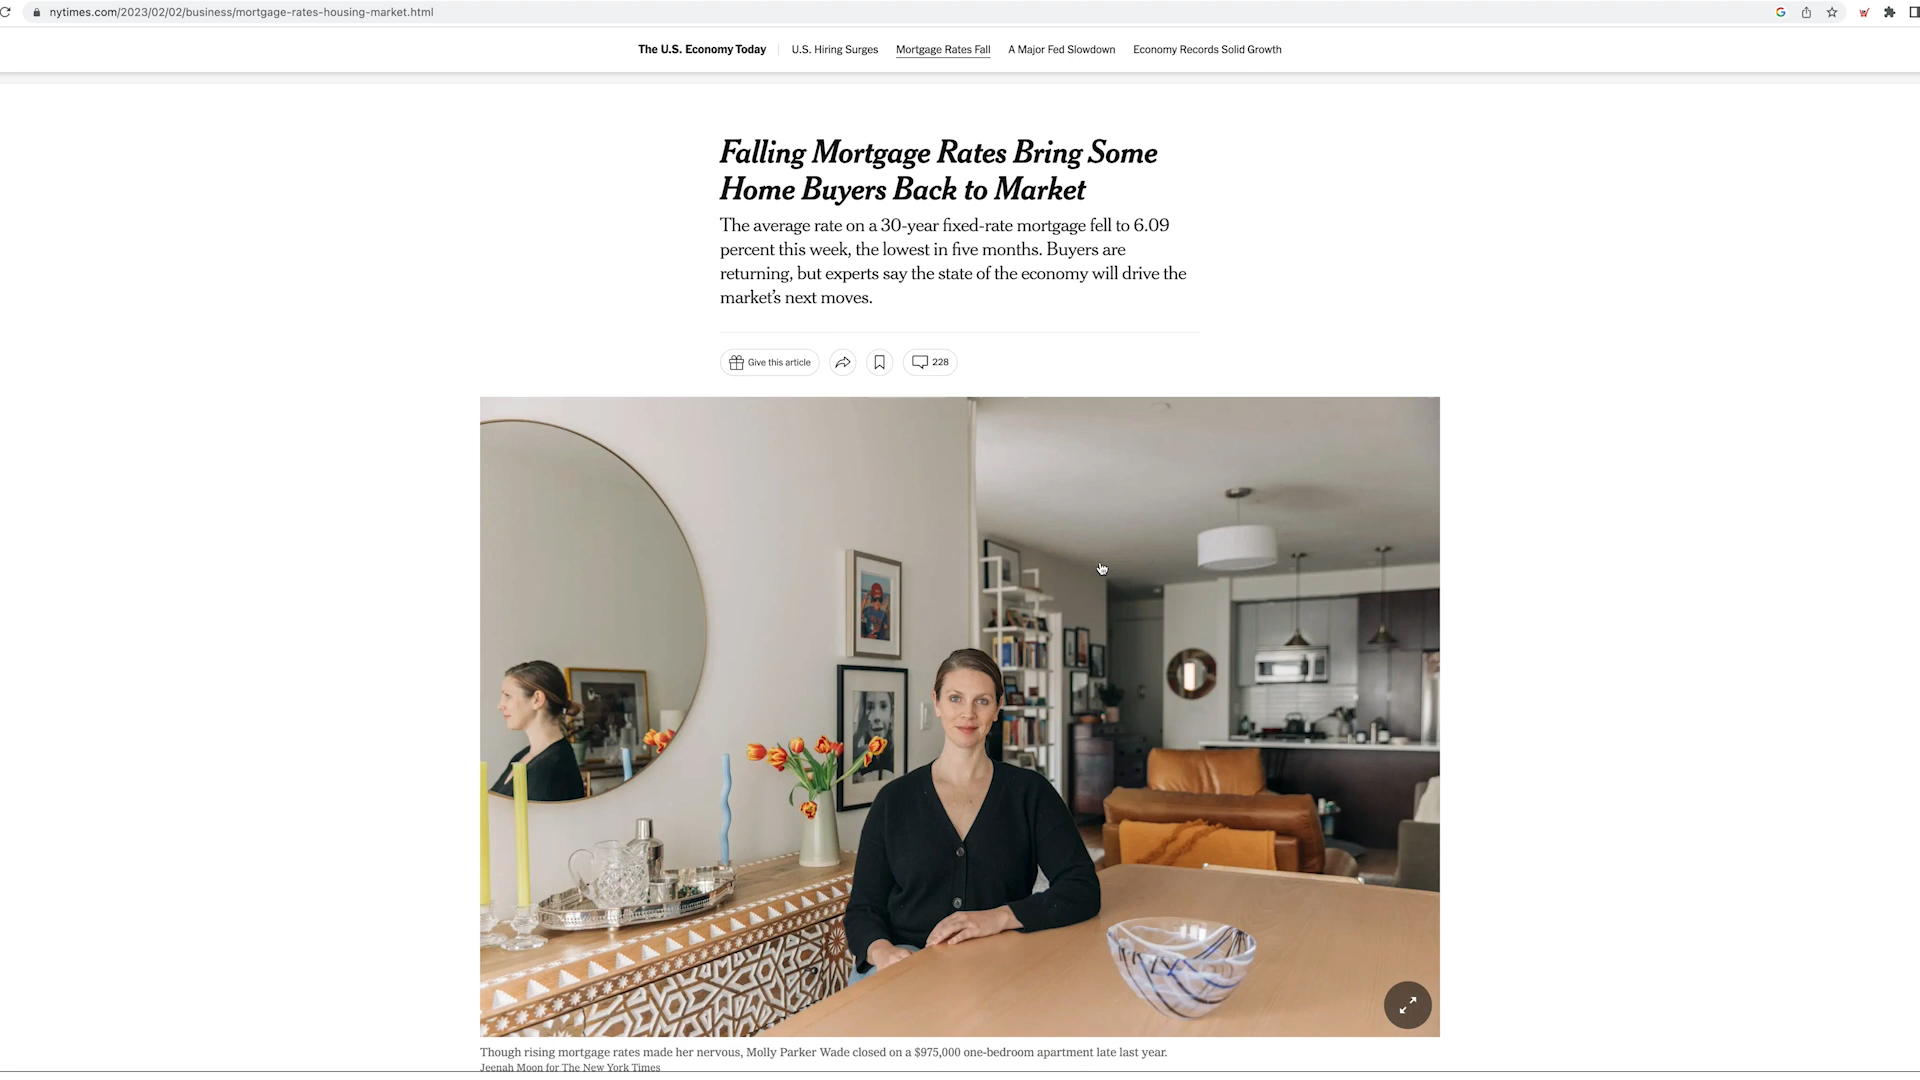 nytimes.com/2023/02/02/business/mortgage-rates-housing-market.html
The U.S. Economy Today U.S. Hiring Surges Mortgage Rates Fall A Major Fed Slowdown Economy Records Solid Growth
Falling Mortgage Rates Bring Some
Home Buyers Back to Market
The average rate on a 30-year fixed-rate mortgage fell to 6.09
percent this week, the lowest in five months. Buyers are
returning, but experts say the state of the economy will drive the
market’s next moves.
Give this article 228
Though rising mortgage rates made her nervous, Molly Parker Wade closed on a $975,000 one-bedroom apartment late last year.
Jeenah Moon for The New York Times